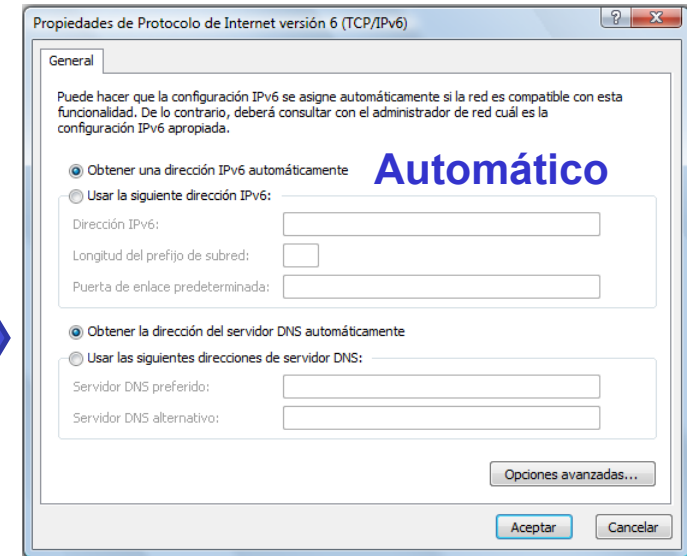 Propiedades de Protocolo de Internet versión 6 (TCP/IPv6)
General
Puede hacer que la configuración IPv6 se asigne automáticamente si la red es compatible con esta
funcionalidad. De lo contrario, deberá consultar con el administrador de red cuál es la
configuración IPv6 apropiada.
Obtener una dirección IPv6 automáticamente
Automático
Usar la siguiente dirección IPv6:
Dirección IPv6:
Longitud del prefijo de subred:
Puerta de enlace predeterminada:
Obtener la dirección del servidor DNS automáticamente
Usar las siguientes direcciones de servidor DNS:
Servidor DNS preferido:
Servidor DNS alternativo:
Opciones avanzadas...
Aceptar
Cancelar